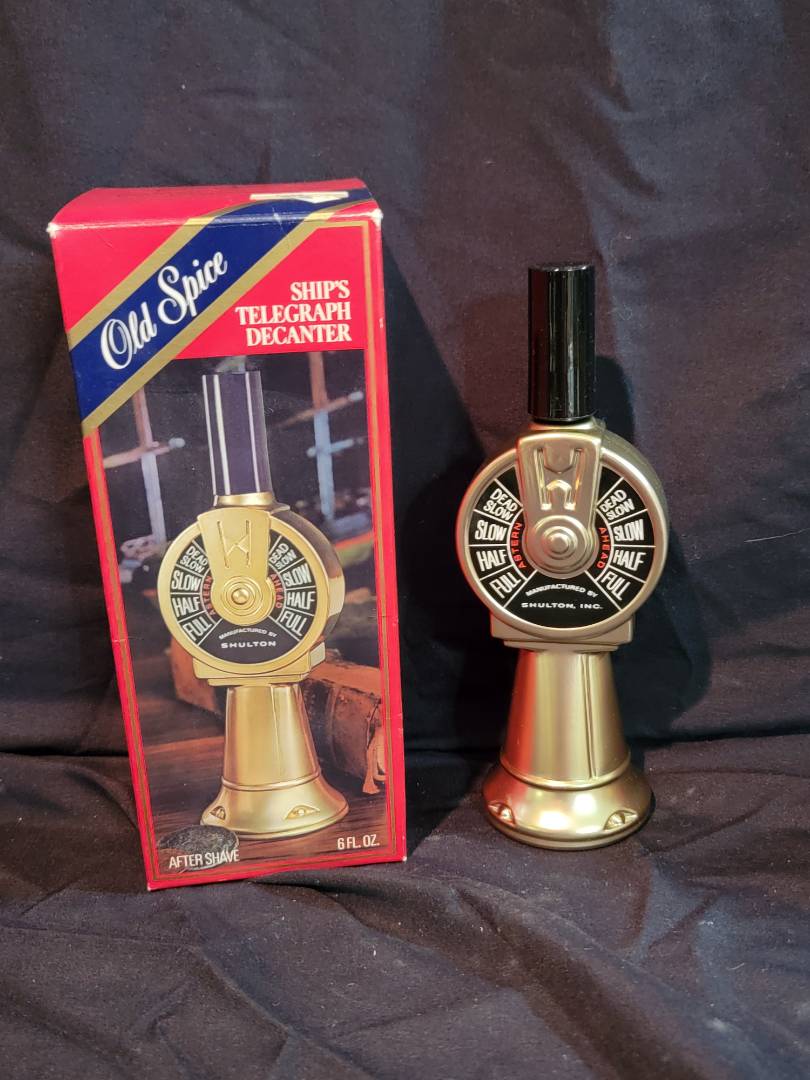 Old Spice
SHIP'S
TELEGRAPH
DECANTER
DEAD
SLOW
SLOW
HALF
FULL
ASTERN
DEAD
SLOW
SLOW
HALF
FULL
AHEAD
MANUFACTURED BY
SHULTON
AFTER SHAVE
6 FL. OZ.
DEAD
SLOW
SLOW
HALF
FULL
ASTERN
DEAD
SLOW
SLOW
HALF
FULL
AHEAD
MANUFACTURED BY
SHULTON, INC.